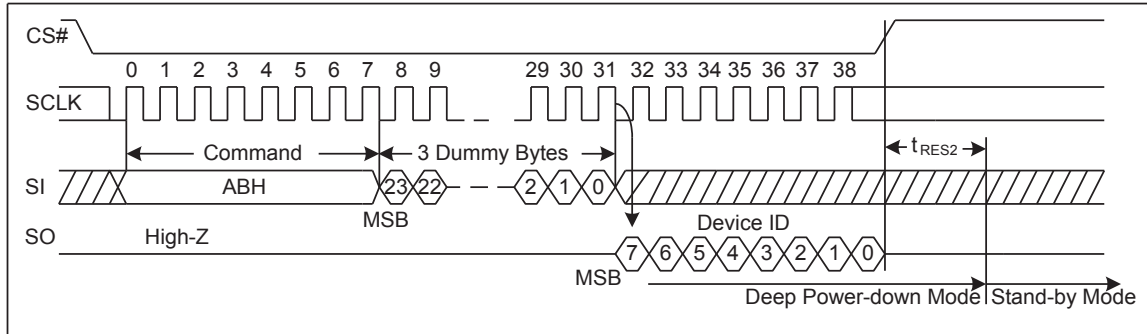 CS#
0 1 2 3 4 5 6 7 8 9 29 30 31 32 33 34 35 36 37 38
SCLK
Command 3 Dummy Bytes tRES2
SI ABH 23 22 2 1 0
MSB Device ID
SO High-Z
7 6 5 4 3 2 1 0
MSB
Deep Power-down Mode Stand-by Mode